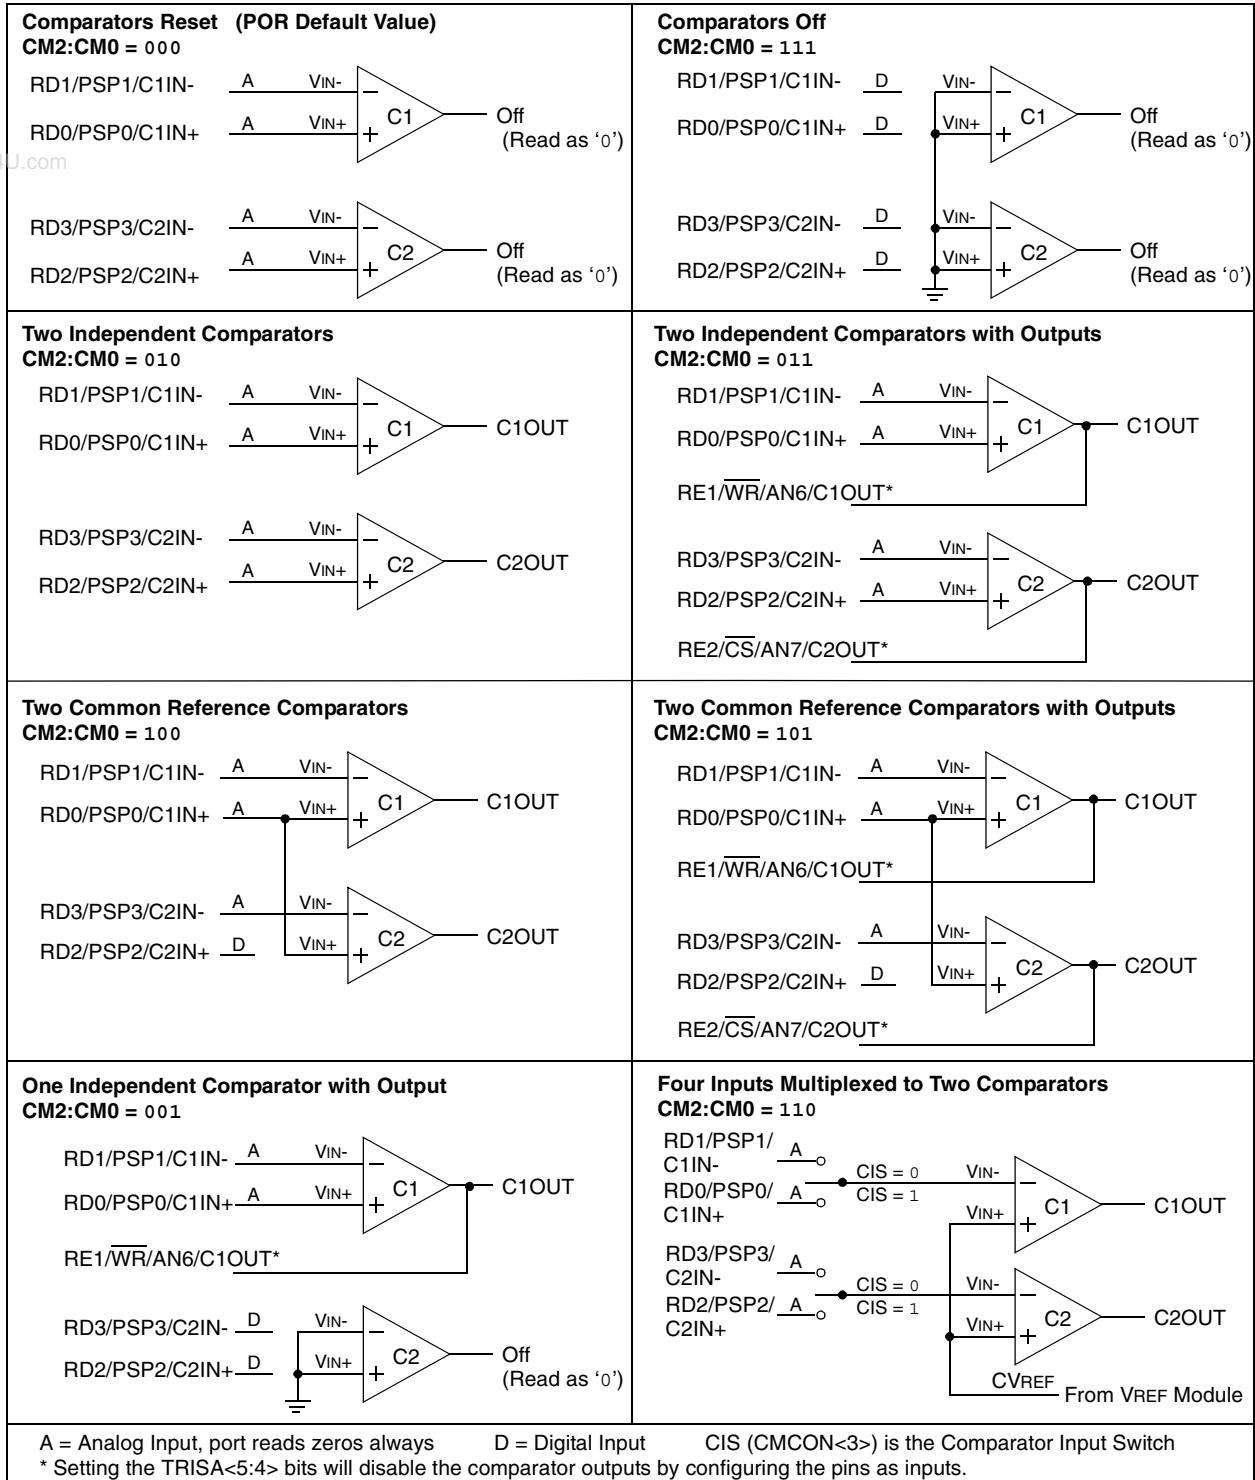 Comparators Reset (POR Default Value)
CM2:CM0 = 000
RD1/PSP1/C1IN- A VIN-
RD0/PSP0/C1IN+ A VIN+
C1
Off
(Read as ‘0’)
RD3/PSP3/C2IN- A VIN-
RD2/PSP2/C2IN+ A VIN+
C2
Off
(Read as ‘0’)
U.com
Comparators Off
CM2:CM0 = 111
RD1/PSP1/C1IN- D VIN-
RD0/PSP0/C1IN+ D VIN+
C1
Off
(Read as ‘0’)
RD3/PSP3/C2IN- D VIN-
RD2/PSP2/C2IN+ D VIN+
C2
Off
(Read as ‘0’)
Two Independent Comparators
CM2:CM0 = 010
RD1/PSP1/C1IN- A VIN-
RD0/PSP0/C1IN+ A VIN+
C1
C1OUT
RD3/PSP3/C2IN- A VIN-
RD2/PSP2/C2IN+ A VIN+
C2
C2OUT
Two Independent Comparators with Outputs
CM2:CM0 = 011
RD1/PSP1/C1IN- A VIN-
RD0/PSP0/C1IN+ A VIN+
C1
C1OUT
RE1/WR/AN6/C1OUT*
RD3/PSP3/C2IN- A VIN-
RD2/PSP2/C2IN+ A VIN+
C2
C2OUT
RE2/CS/AN7/C2OUT*
Two Common Reference Comparators
CM2:CM0 = 100
RD1/PSP1/C1IN- A VIN-
RD0/PSP0/C1IN+ A VIN+
C1
C1OUT
RD3/PSP3/C2IN- A VIN-
RD2/PSP2/C2IN+ D VIN+
C2
C2OUT
Two Common Reference Comparators with Outputs
CM2:CM0 = 101
RD1/PSP1/C1IN- A VIN-
RD0/PSP0/C1IN+ A VIN+
C1
C1OUT
RE1/WR/AN6/C1OUT*
RD3/PSP3/C2IN- A VIN-
RD2/PSP2/C2IN+ D VIN+
C2
C2OUT
RE2/CS/AN7/C2OUT*
One Independent Comparator with Output
CM2:CM0 = 001
RD1/PSP1/C1IN- A VIN-
RD0/PSP0/C1IN+ A VIN+
C1
C1OUT
RE1/WR/AN6/C1OUT*
RD3/PSP3/C2IN- D VIN-
RD2/PSP2/C2IN+ D VIN+
C2
Off
(Read as ‘0’)
Four Inputs Multiplexed to Two Comparators
CM2:CM0 = 110
RD1/PSP1/
C1IN-
A
RD0/PSP0/
C1IN+
A
CIS = 0
CIS = 1
VIN-
VIN+
C1
C1OUT
RD3/PSP3/
C2IN-
A
RD2/PSP2/
C2IN+
A
CIS = 0
CIS = 1
VIN-
VIN+
C2
C2OUT
CVREF
From VREF Module
A = Analog Input, port reads zeros always D = Digital Input CIS (CMCON<3>) is the Comparator Input Switch
* Setting the TRISA<5:4> bits will disable the comparator outputs by configuring the pins as inputs.